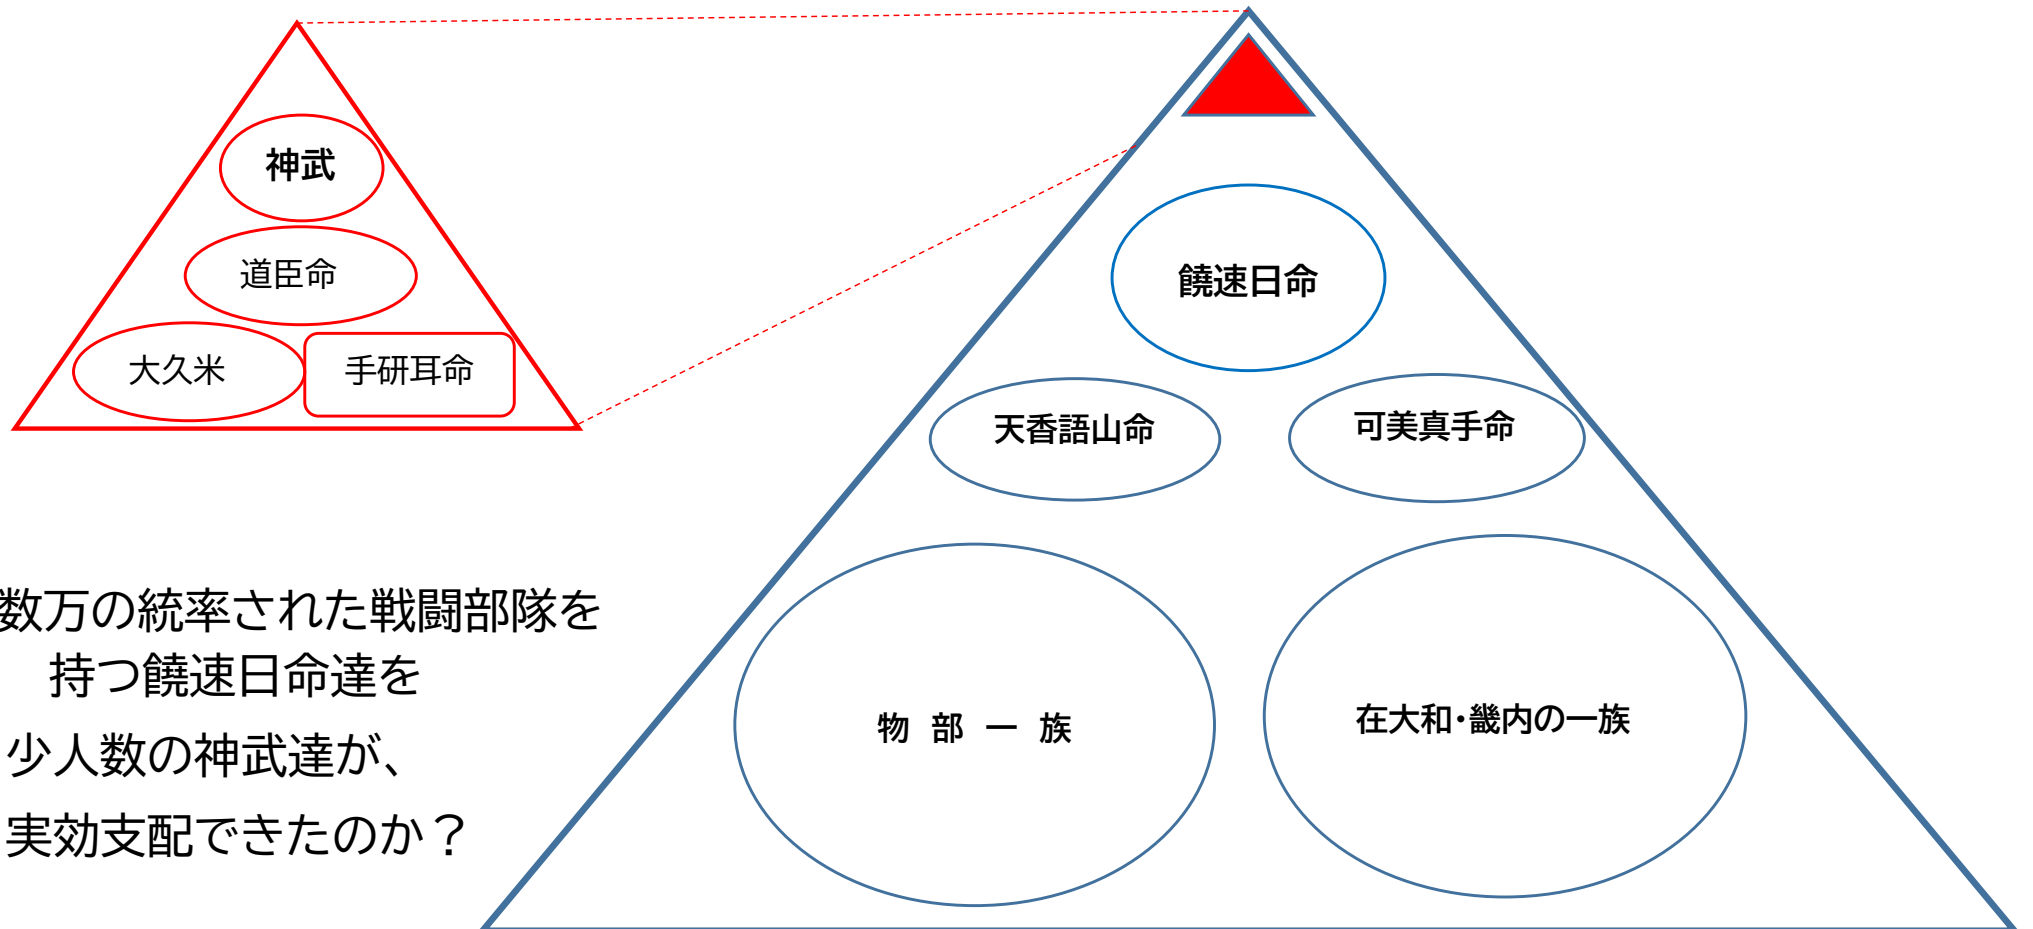 神武
道臣命
大久米
手研耳命
饒速日命
天香語山命
可美真手命
物 部 一 族
在大和・畿内の一族
数万の統率された戦闘部隊を
持つ饒速日命達を
少人数の神武達が、
実効支配できたのか？